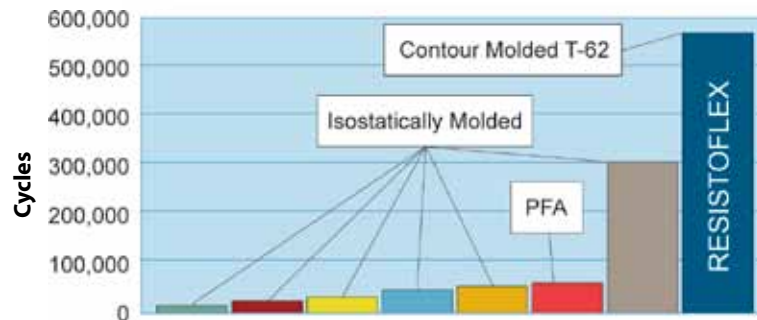 600,000
500,000
400,000
300,000
200,000
100,000
0
Cycles
Contour Molded T-62
Isostatically Molded
PFA
RESISTOFLEX